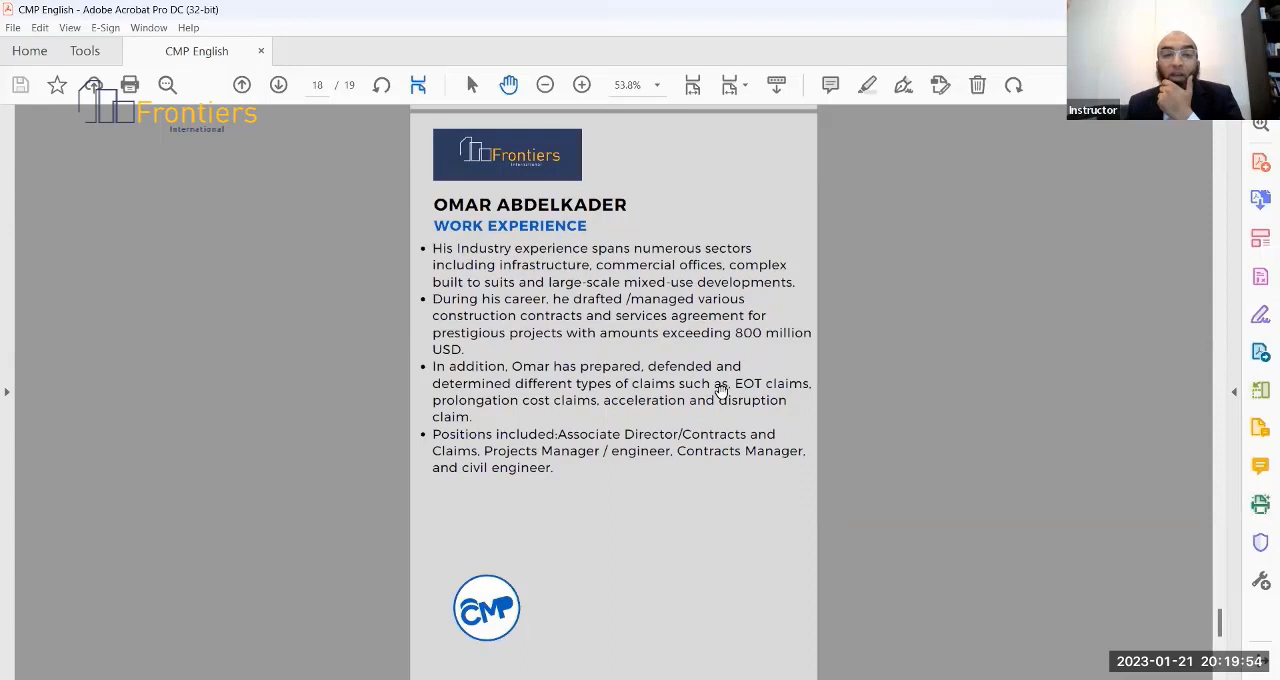 CMP English - Adobe Acrobat Pro DC (32-bit)
File Edit View E-Sign Window Help
Home Tools CMP English ×
18 / 19 53.8%
Frontiers
International
Instructor
Frontiers
International
OMAR ABDELKADER
WORK EXPERIENCE
• His Industry experience spans numerous sectors
including infrastructure, commercial offices, complex
built to suits and large-scale mixed-use developments.
• During his career, he drafted /managed various
construction contracts and services agreement for
prestigious projects with amounts exceeding 800 million
USD.
• In addition, Omar has prepared, defended and
determined different types of claims such as, EOT claims,
prolongation cost claims, acceleration and disruption
claim.
• Positions included:Associate Director/Contracts and
Claims, Projects Manager / engineer, Contracts Manager,
and civil engineer.
CMP
2023-01-21 20:19:54